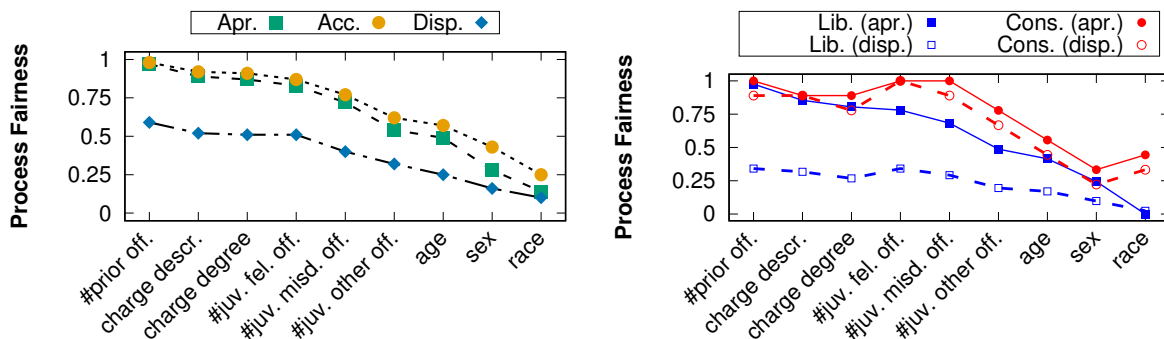 Apr. Acc. Disp.
Process Fairness
1
0.75
0.5
0.25
0
#prior off.
charge descr.
charge degree
#juv. fel. off.
#juv. misd. off.
#juv. other off.
age
sex
race
Lib. (apr.) Cons. (apr.)
Lib. (disp.) Cons. (disp.)
Process Fairness
1
0.75
0.5
0.25
0
#prior off.
charge descr.
charge degree
#juv. fel. off.
#juv. misd. off.
#juv. other off.
age
sex
race